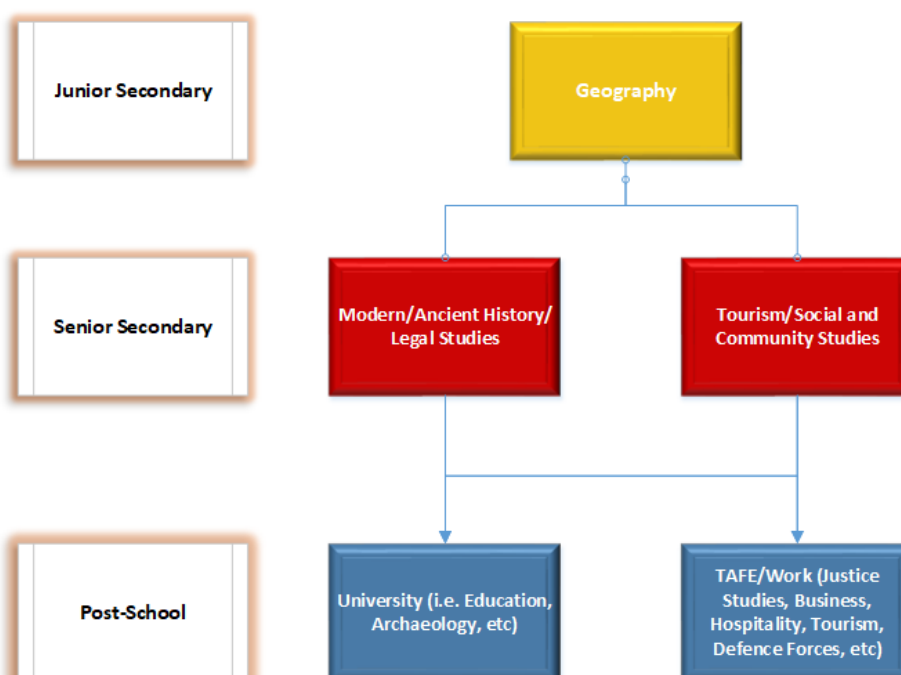 Junior Secondary
Geography
Senior Secondary
Modern/Ancient History/
Legal Studies
Tourism/Social and
Community Studies
Post-School
University (i.e. Education,
Archaeology, etc)
TAFE/Work (Justice
Studies, Business,
Hospitality, Tourism,
Defence Forces, etc)